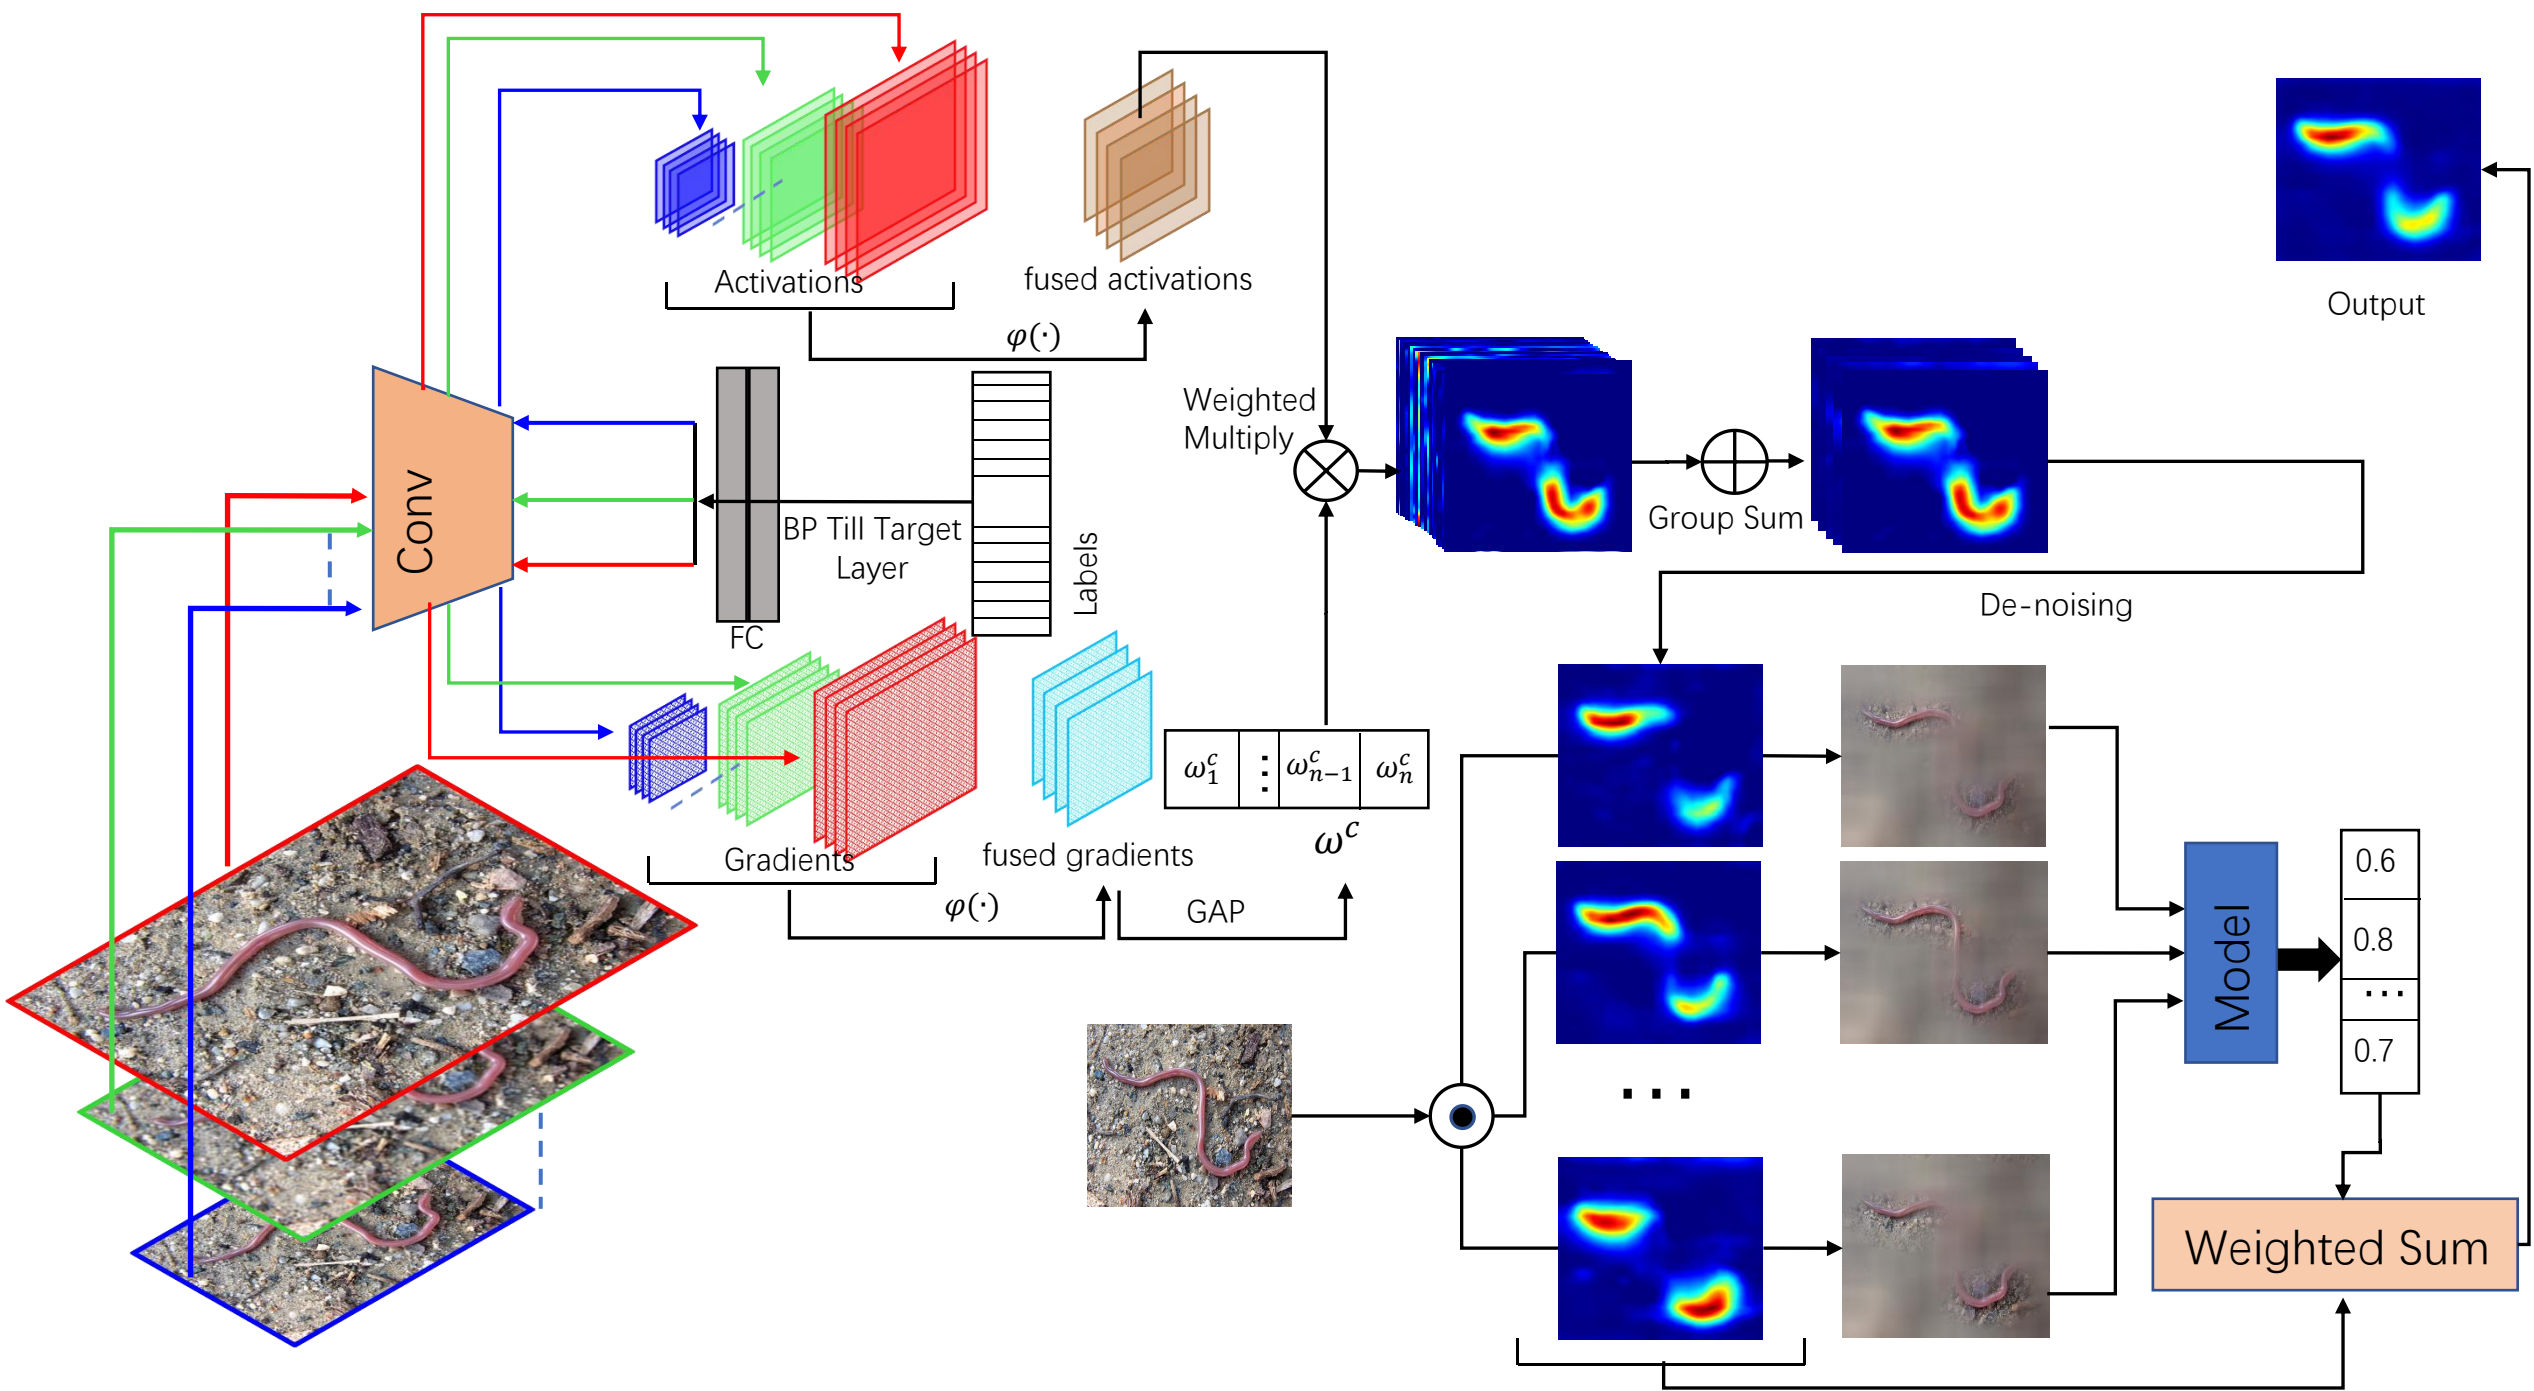 Activations
fused activations
φ(·)
Output
Weighted
Multiply
Conv
BP Till Target
Layer
Labels
FC
Group Sum
De-noising
ω₁ᶜ
⋮
ωₙ₋₁ᶜ
ωₙᶜ
ωᶜ
Gradients
fused gradients
φ(·)
GAP
Model
0.6
0.8
...
0.7
...
Weighted Sum